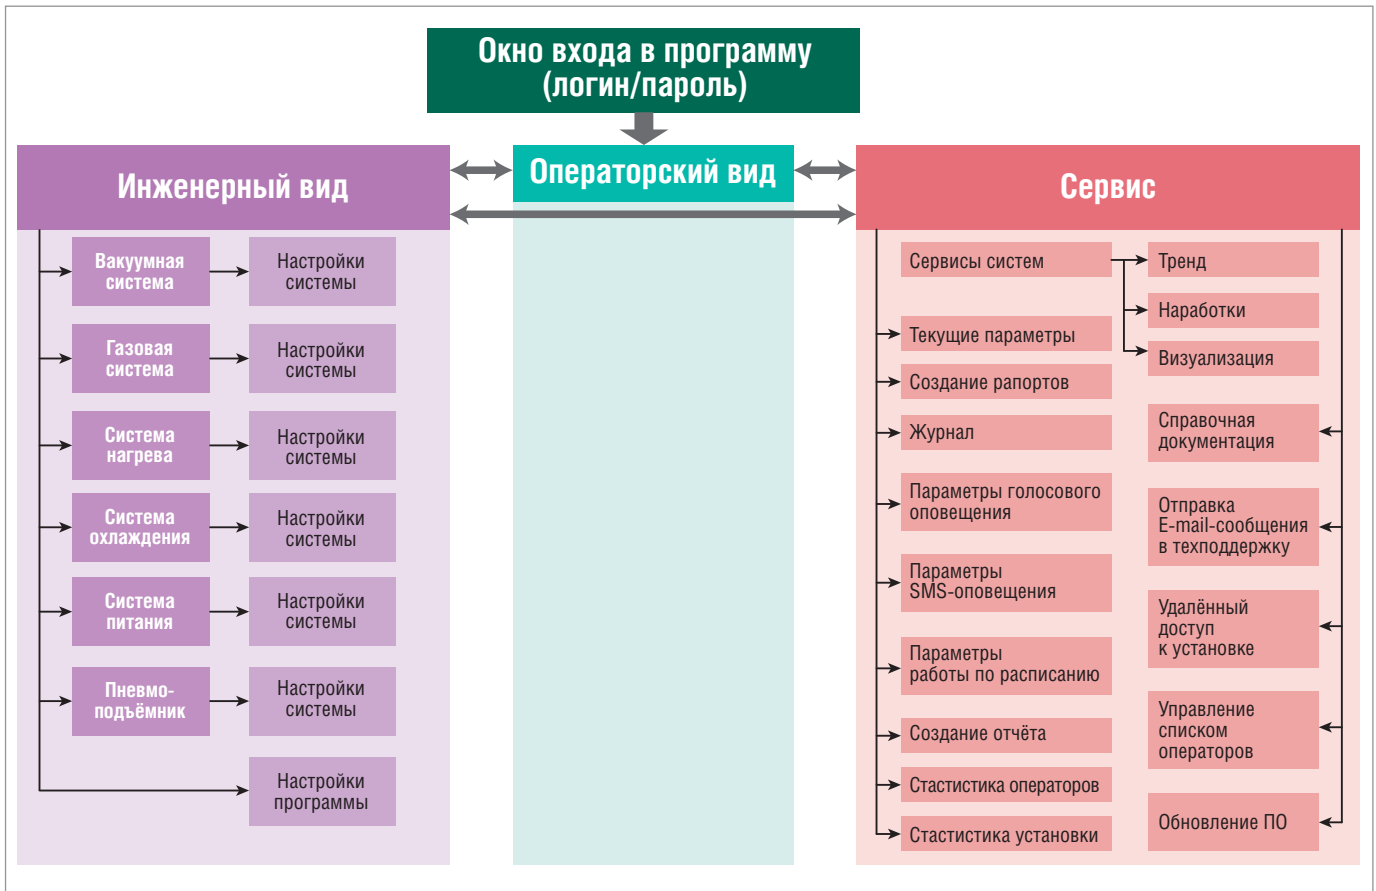 Окно входа в программу
(логин/пароль)
Инженерный вид
Операторский вид
Сервис
Вакуумная
система
Настройки
системы
Газовая
система
Настройки
системы
Система
нагрева
Настройки
системы
Система
охлаждения
Настройки
системы
Система
питания
Настройки
системы
Пневмо-
подъёмник
Настройки
системы
Настройки
программы
Сервисы систем
Текущие параметры
Создание рапортов
Журнал
Параметры голосового
оповещения
Параметры
SMS-оповещения
Параметры
работы по расписанию
Создание отчёта
Стастистика операторов
Стастистика установки
Тренд
Наработки
Визуализация
Справочная
документация
Отправка
E-mail-сообщения
в техподдержку
Удалённый
доступ
к установке
Управление
списком
операторов
Обновление ПО